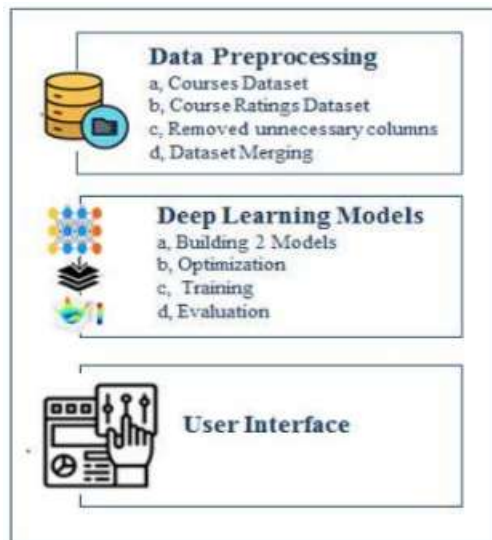 Data Preprocessing
a, Courses Dataset
b, Course Ratings Dataset
c, Removed unnecessary columns
d, Dataset Merging
Deep Learning Models
a, Building 2 Models
b, Optimization
c, Training
d, Evaluation
User Interface